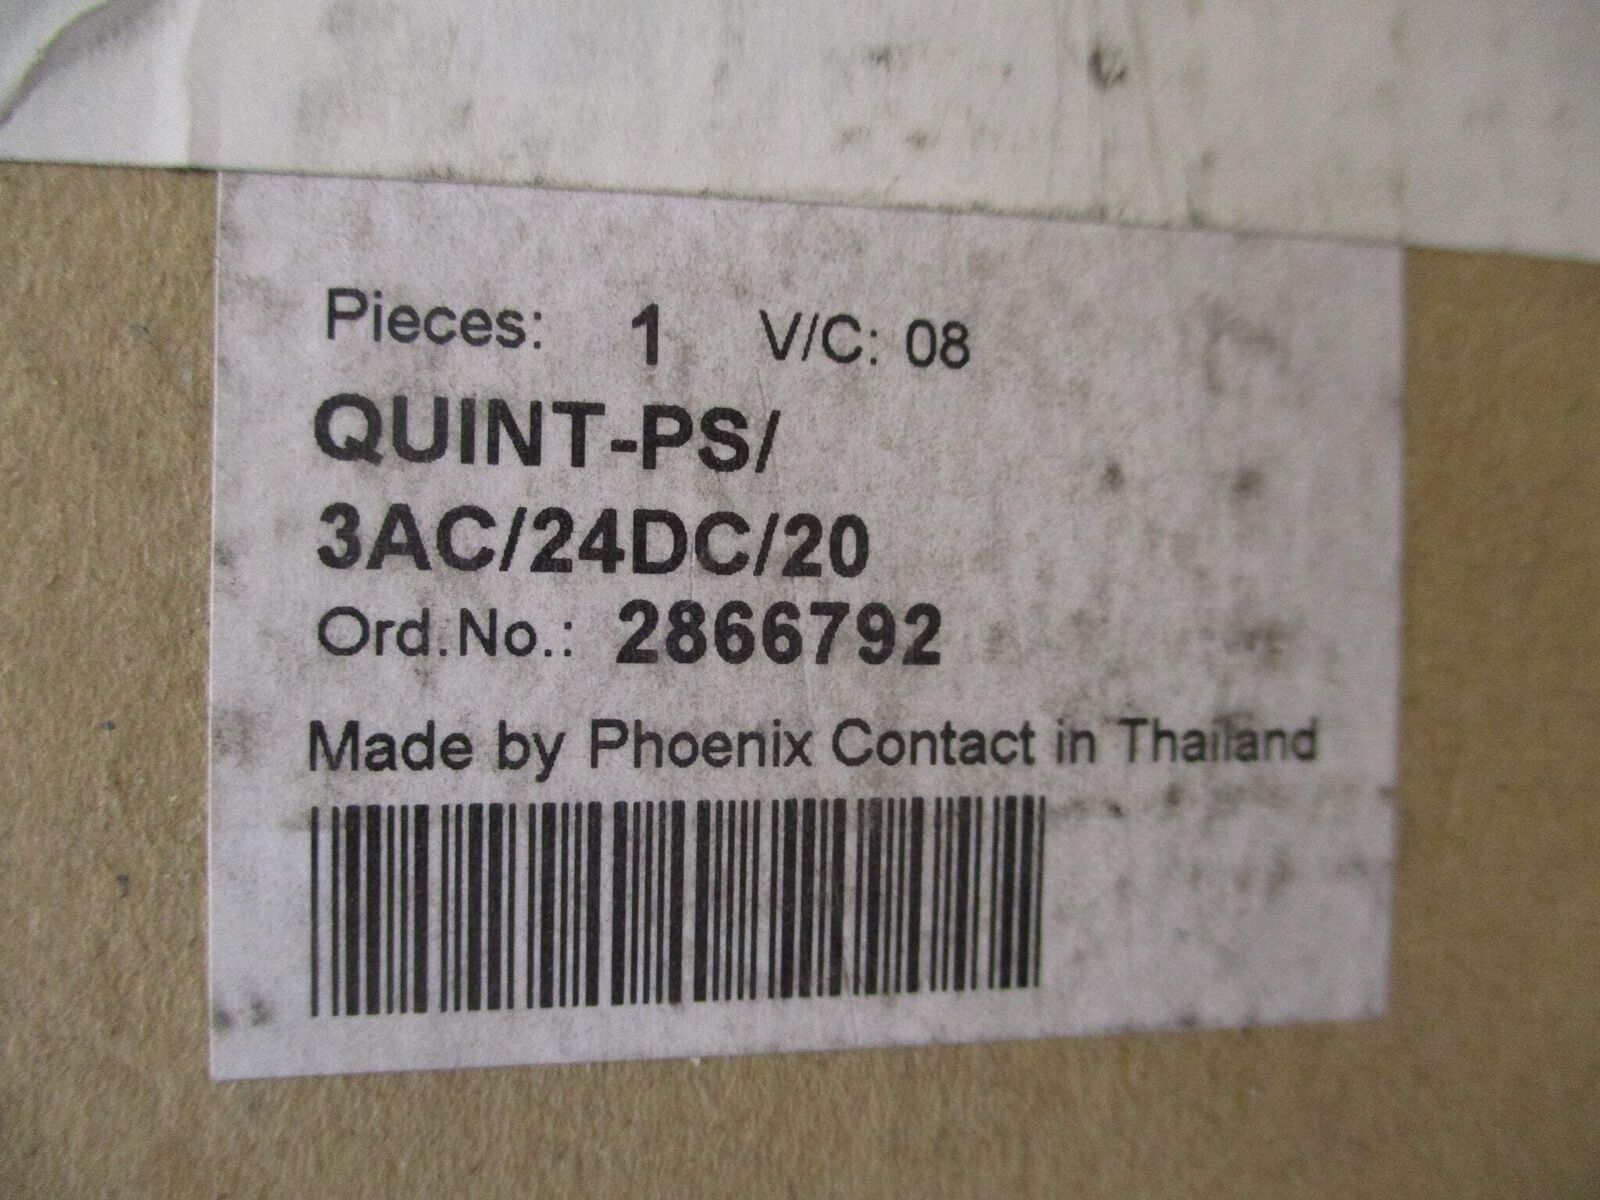 Pieces: 1 V/C: 08
QUINT-PS/
3AC/24DC/20
Ord.No.: 2866792
Made by Phoenix Contact in Thailand